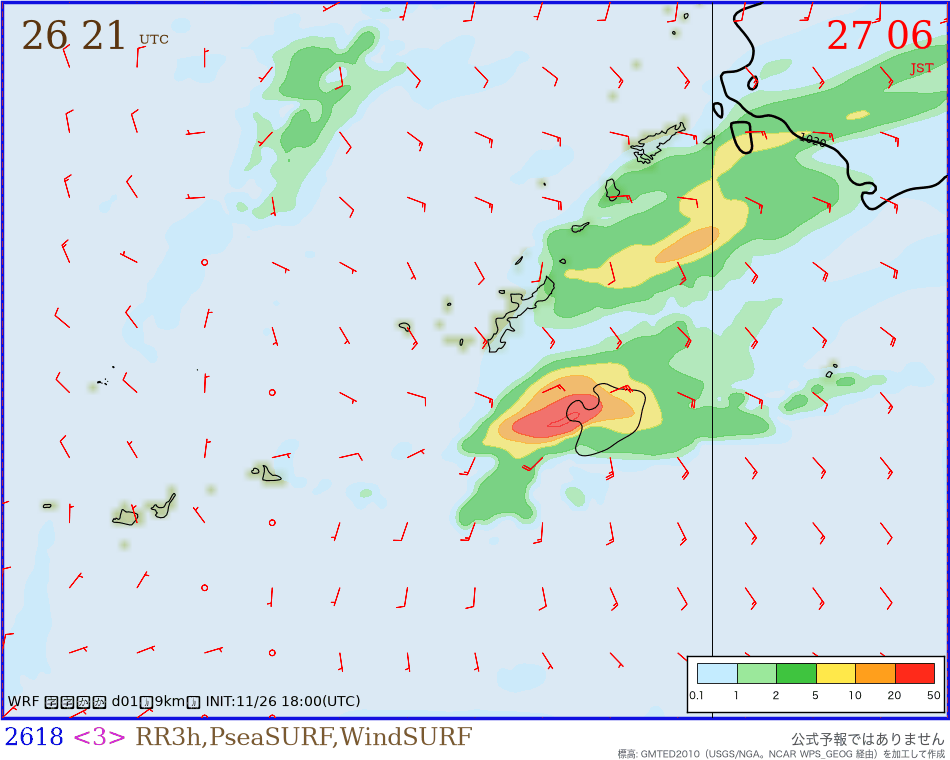 26 21 UTC
27 06
JST
1020
0.1 1 2 5 10 20 50
WRF d01 9km INIT:11/26 18:00(UTC)
2618 <3> RR3h,PseaSURF,WindSURF
公式予報ではありません
標高: GMTED2010（USGS/NGA。NCAR WPS_GEOG 経由）を加工して作成